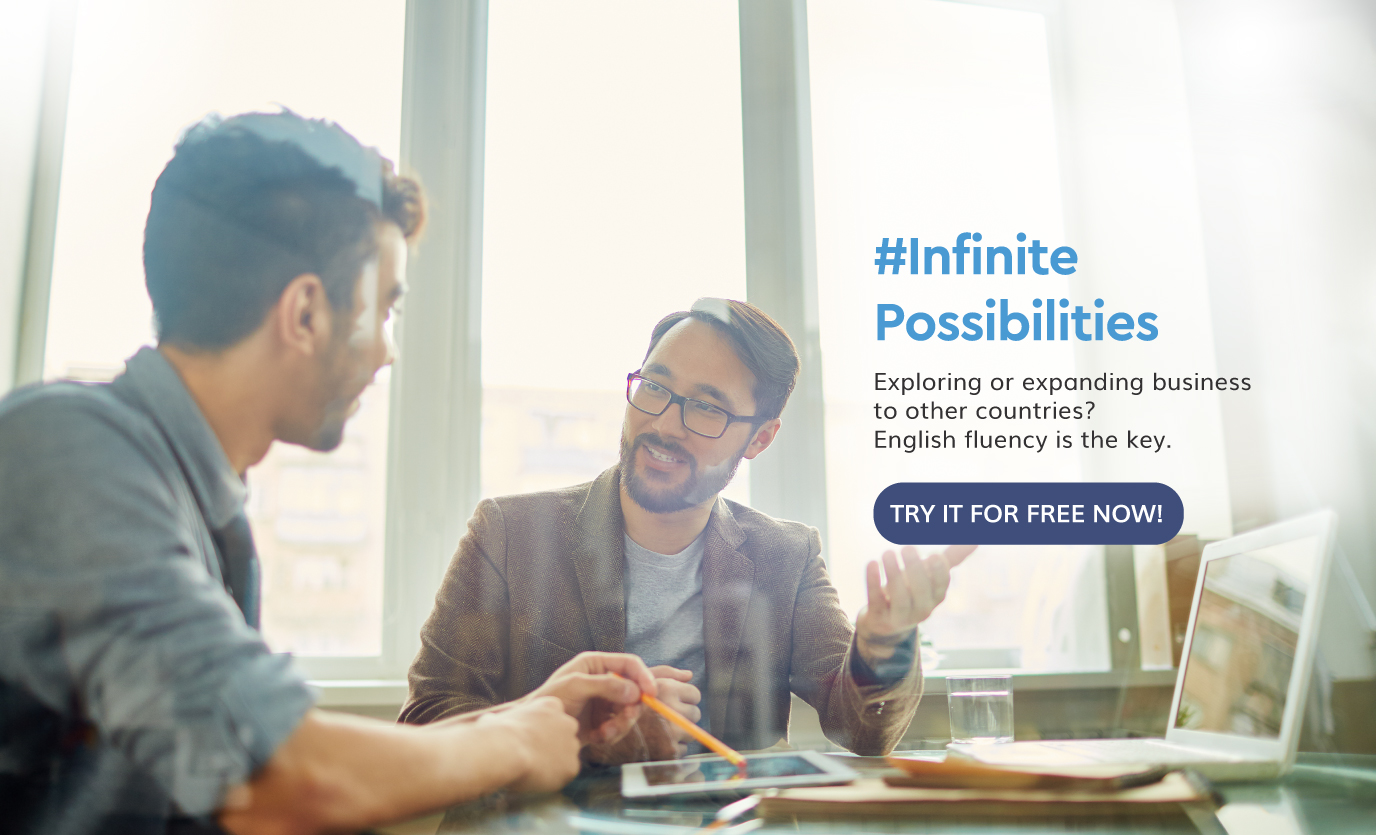 #Infinite
Possibilities
Exploring or expanding business
to other countries?
English fluency is the key.
TRY IT FOR FREE NOW!